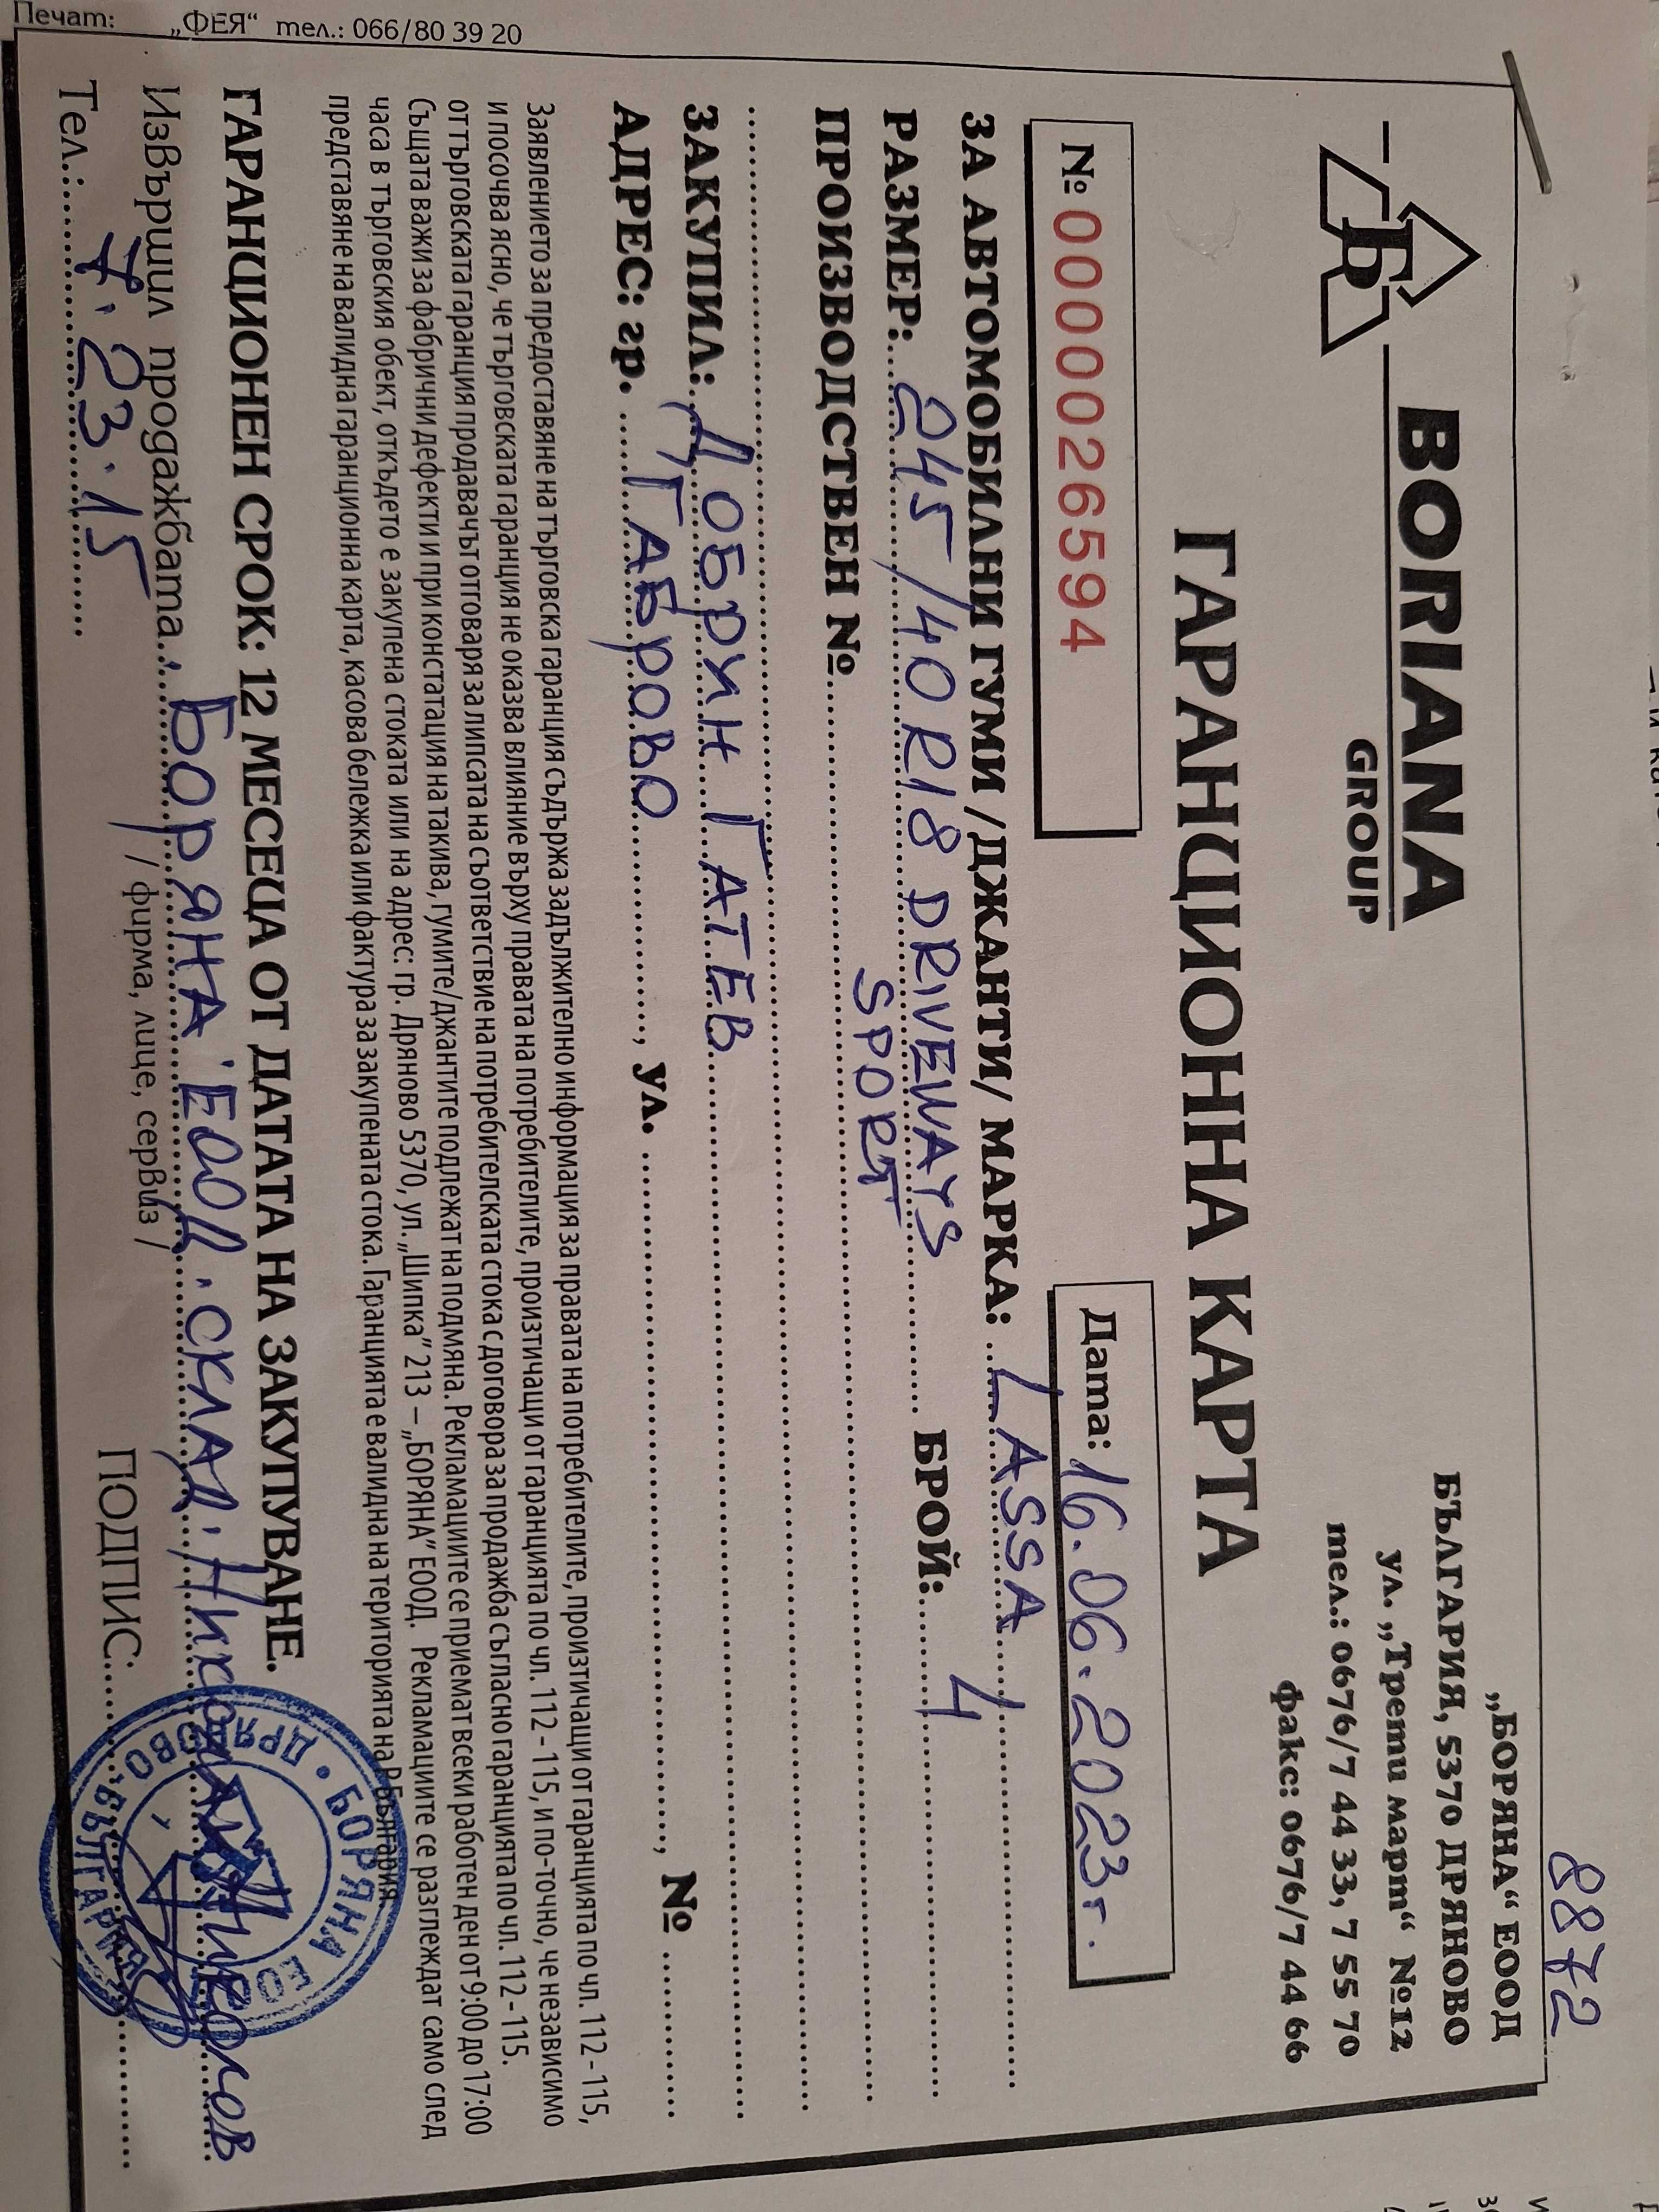 8872
BORIANA
GROUP
„БОРЯНА“ ЕООД
БЪЛГАРИЯ, 5370 ДРЯНОВО
ул. „Трети март“ №12
тел.: 0676/7 44 33, 7 55 70
факс: 0676/7 44 66
ГАРАНЦИОННА КАРТА
№ 0000026594
Дата: 16.06.2023г.
ЗА АВТОМОБИЛНИ ГУМИ /ДЖАНТИ/ МАРКА: LASSA
РАЗМЕР: 245/40R18 DRIVEWAYS БРОЙ: 4
SPORT
ПРОИЗВОДСТВЕН №
ЗАКУПИЛ: ДОБРИН ГАТЕВ
АДРЕС: гр. ГАБРОВО, ул. , №
Заявлението за предоставяне на търговска гаранция съдържа задължително информация за правата на потребителите, произтичащи от гаранцията по чл. 112 - 115,
и посочва ясно, че търговската гаранция не оказва влияние върху правата на потребителите, произтичащи от гаранцията по чл. 112 - 115, и по-точно, че независимо
от търговската гаранция продавачът отговаря за липсата на съответствие на потребителската стока с договора за продажба съгласно гаранцията по чл. 112 - 115.
Същата важи за фабрични дефекти и при констатация на такива, гумите/джантите подлежат на подмяна. Рекламациите се приемат всеки работен ден от 9:00 до 17:00
часа в търговския обект, откъдето е закупена стоката или на адрес: гр. Дряново 5370, ул. „Шипка“ 213 – „БОРЯНА“ ЕООД. Рекламациите се разглеждат само след
представяне на валидна гаранционна карта, касова бележка или фактура за закупената стока. Гаранцията е валидна на територията на Р. България.
ГАРАНЦИОНЕН СРОК: 12 МЕСЕЦА ОТ ДАТАТА НА ЗАКУПУВАНЕ.
Извършил продажбата: БОРЯНА ЕООД. СКЛАД.
/ фирма, лице, сервиз /
Тел.: 7.23.15
ПОДПИС:
БОРЯНА ЕООД • ДРЯНОВО • БЪЛГАРИЯ
Печат: „ФЕЯ“ тел.: 066/80 39 20